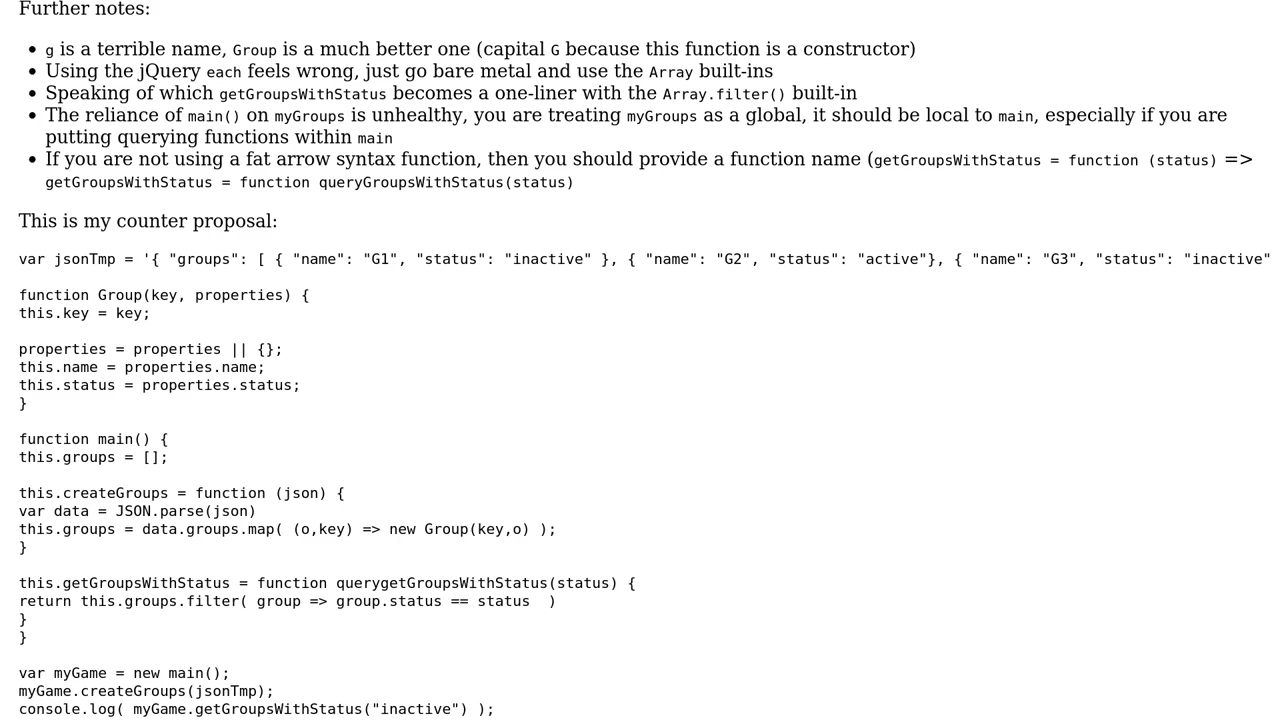 Further notes:
g is a terrible name, Group is a much better one (capital G because this function is a constructor)
Using the jQuery each feels wrong, just go bare metal and use the Array built-ins
Speaking of which getGroupsWithStatus becomes a one-liner with the Array.filter() built-in
The reliance of main() on myGroups is unhealthy, you are treating myGroups as a global, it should be local to main, especially if you are
putting querying functions within main
If you are not using a fat arrow syntax function, then you should provide a function name (getGroupsWithStatus = function (status) =>
getGroupsWithStatus = function queryGroupsWithStatus(status)
This is my counter proposal:
var jsonTmp = '{ "groups": [ { "name": "G1", "status": "inactive" }, { "name": "G2", "status": "active"}, { "name": "G3", "status": "inactive"
function Group(key, properties) {
this.key = key;
properties = properties || {};
this.name = properties.name;
this.status = properties.status;
}
function main() {
this.groups = [];
this.createGroups = function (json) {
var data = JSON.parse(json)
this.groups = data.groups.map( (o,key) => new Group(key,o) );
}
this.getGroupsWithStatus = function querygetGroupsWithStatus(status) {
return this.groups.filter( group => group.status == status  )
}
}
var myGame = new main();
myGame.createGroups(jsonTmp);
console.log( myGame.getGroupsWithStatus("inactive") );